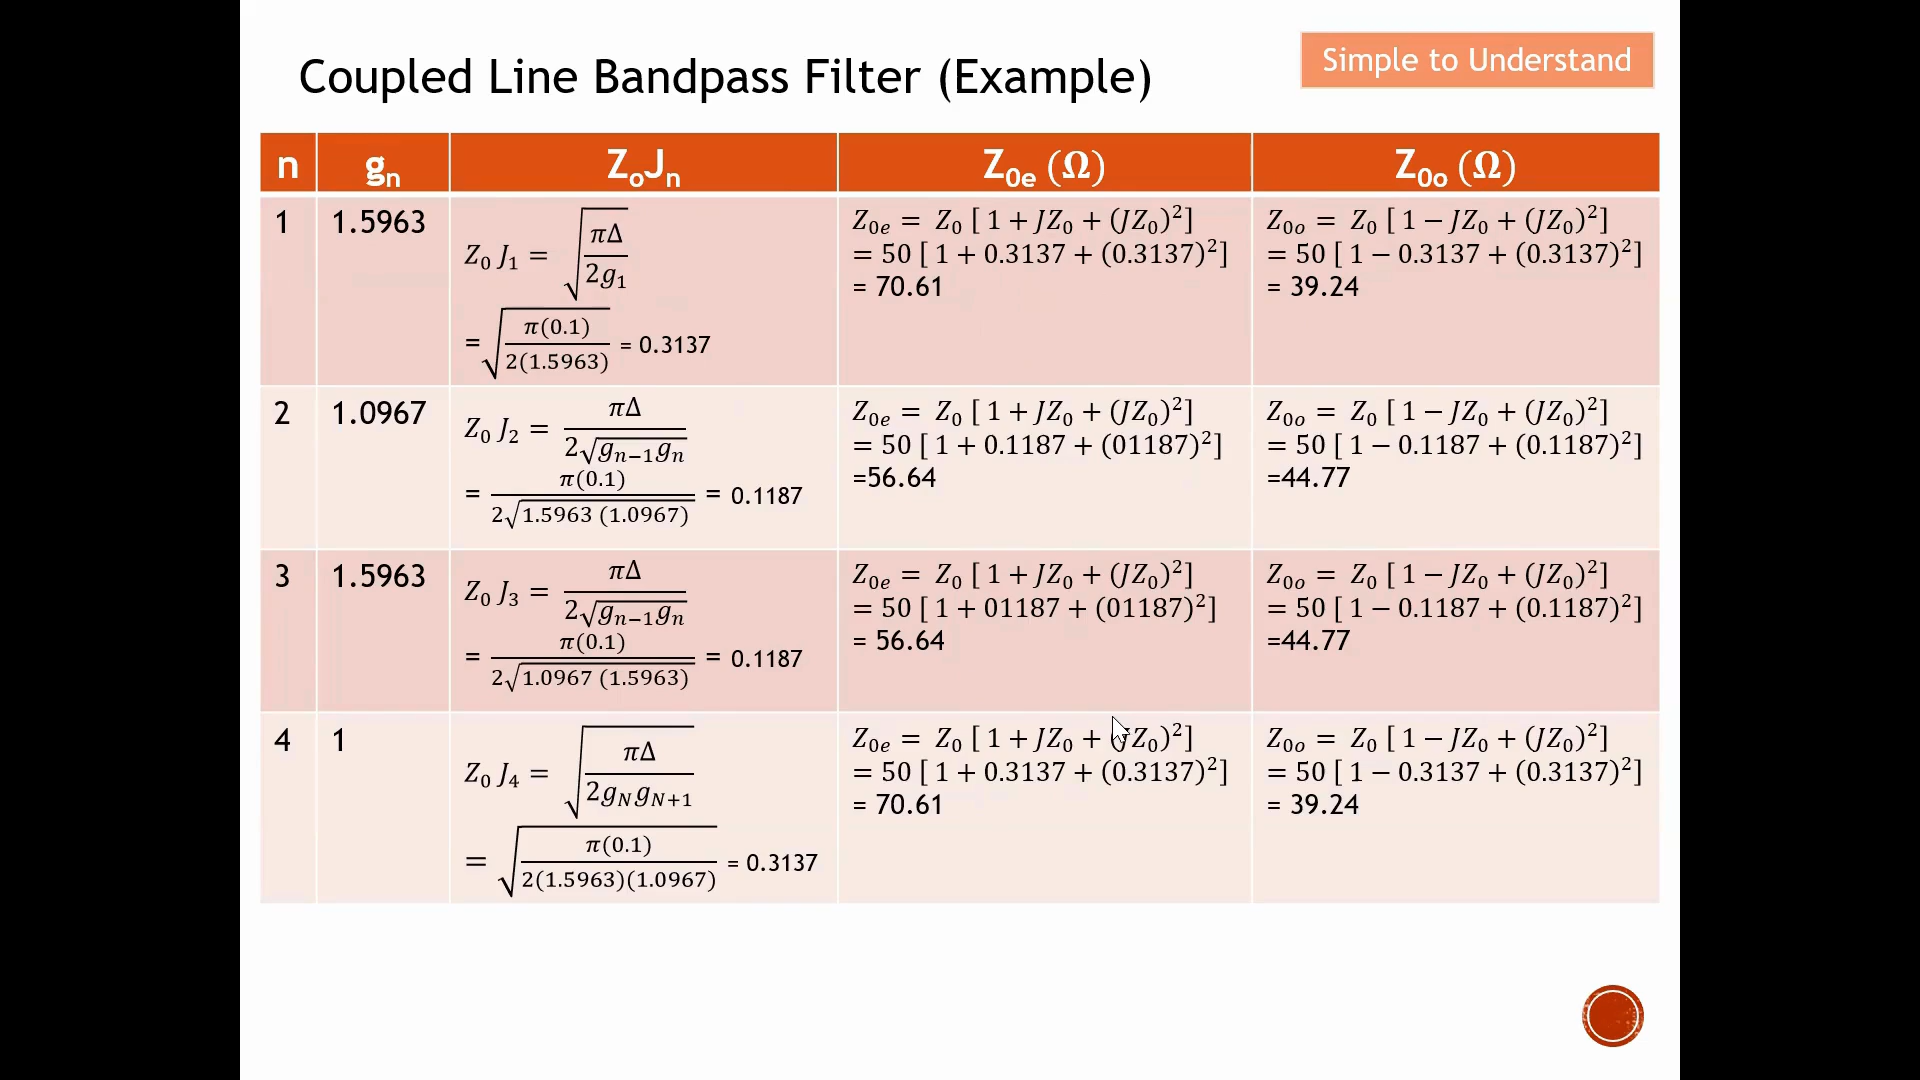 Coupled Line Bandpass Filter (Example)
Simple to Understand
n gₙ ZₒJₙ Z₀ₑ (Ω) Z₀ₒ (Ω)
1 1.5963
Z₀ J₁ = √(πΔ / 2g₁)
= √(π(0.1) / 2(1.5963)) = 0.3137
Z₀ₑ = Z₀ [ 1 + JZ₀ + (JZ₀)²]
= 50 [ 1 + 0.3137 + (0.3137)²]
= 70.61
Z₀ₒ = Z₀ [ 1 − JZ₀ + (JZ₀)²]
= 50 [ 1 − 0.3137 + (0.3137)²]
= 39.24
2 1.0967
Z₀ J₂ = πΔ / 2√(gₙ₋₁gₙ)
= π(0.1) / 2√(1.5963 (1.0967)) = 0.1187
Z₀ₑ = Z₀ [ 1 + JZ₀ + (JZ₀)²]
= 50 [ 1 + 0.1187 + (01187)²]
=56.64
Z₀ₒ = Z₀ [ 1 − JZ₀ + (JZ₀)²]
= 50 [ 1 − 0.1187 + (0.1187)²]
=44.77
3 1.5963
Z₀ J₃ = πΔ / 2√(gₙ₋₁gₙ)
= π(0.1) / 2√(1.0967 (1.5963)) = 0.1187
Z₀ₑ = Z₀ [ 1 + JZ₀ + (JZ₀)²]
= 50 [ 1 + 01187 + (01187)²]
= 56.64
Z₀ₒ = Z₀ [ 1 − JZ₀ + (JZ₀)²]
= 50 [ 1 − 0.1187 + (0.1187)²]
=44.77
4 1
Z₀ J₄ = √(πΔ / 2g_N g_N+1)
= √(π(0.1) / 2(1.5963)(1.0967)) = 0.3137
Z₀ₑ = Z₀ [ 1 + JZ₀ + (JZ₀)²]
= 50 [ 1 + 0.3137 + (0.3137)²]
= 70.61
Z₀ₒ = Z₀ [ 1 − JZ₀ + (JZ₀)²]
= 50 [ 1 − 0.3137 + (0.3137)²]
= 39.24